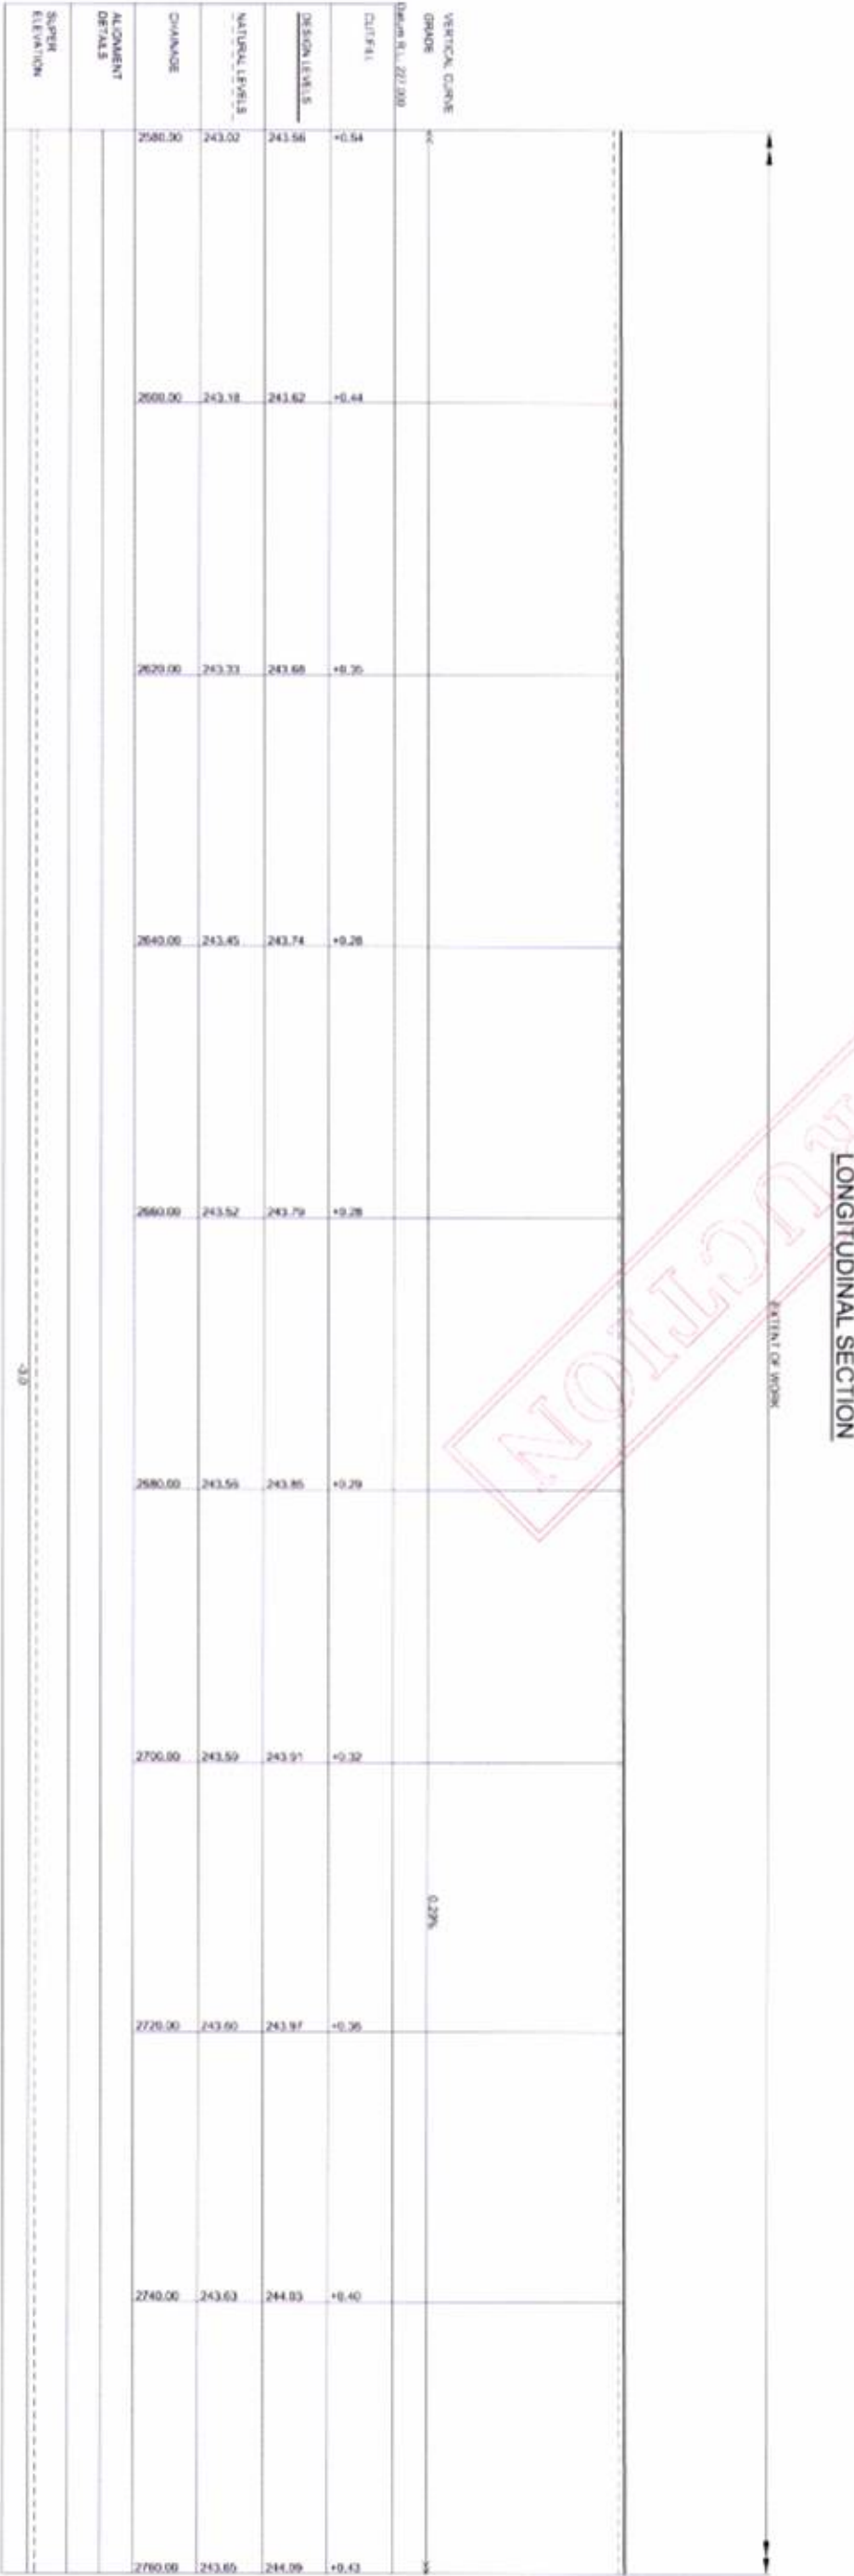 LONGITUDINAL SECTION
EXTENT OF WORK
VERTICAL CURVE
GRADE 0.29%
Datum R.L. 227.000
CUT/FILL +0.54 +0.44 +0.35 +0.28 +0.28 +0.29 +0.32 +0.36 +0.40 +0.43
DESIGN LEVELS 243.56 243.62 243.68 243.74 243.79 243.85 243.91 243.97 244.03 244.09
NATURAL LEVELS 243.02 243.18 243.33 243.45 243.52 243.56 243.59 243.60 243.63 243.65
CHAINAGE 2580.00 2600.00 2620.00 2640.00 2660.00 2680.00 2700.00 2720.00 2740.00 2760.00
ALIGNMENT
DETAILS
SUPER
ELEVATION
-3.0
UCTION